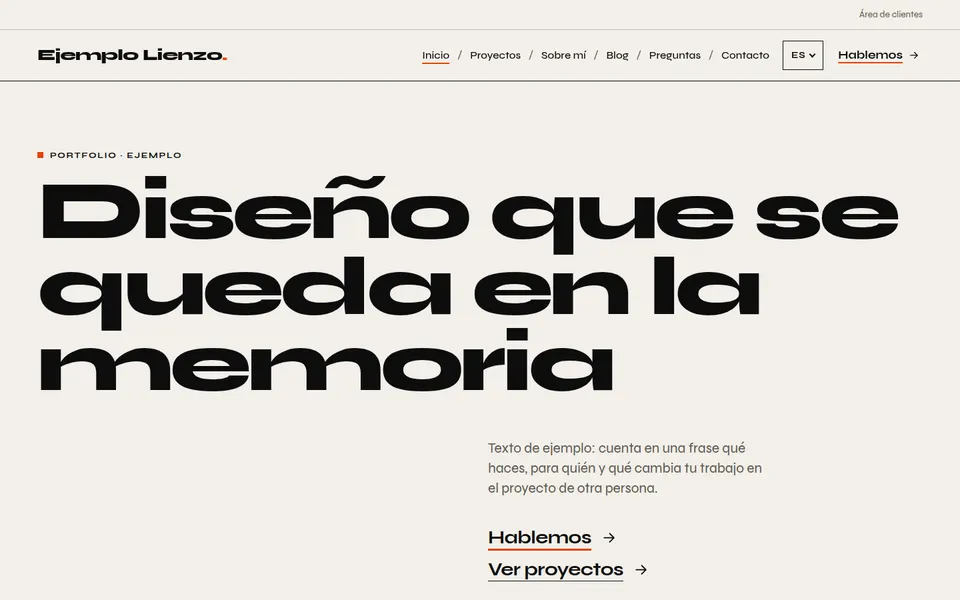 Área de clientes
Ejemplo Lienzo.
Inicio / Proyectos / Sobre mí / Blog / Preguntas / Contacto ES Hablemos →
PORTFOLIO · EJEMPLO
Diseño que se
queda en la
memoria
Texto de ejemplo: cuenta en una frase qué
haces, para quién y qué cambia tu trabajo en
el proyecto de otra persona.
Hablemos →
Ver proyectos →